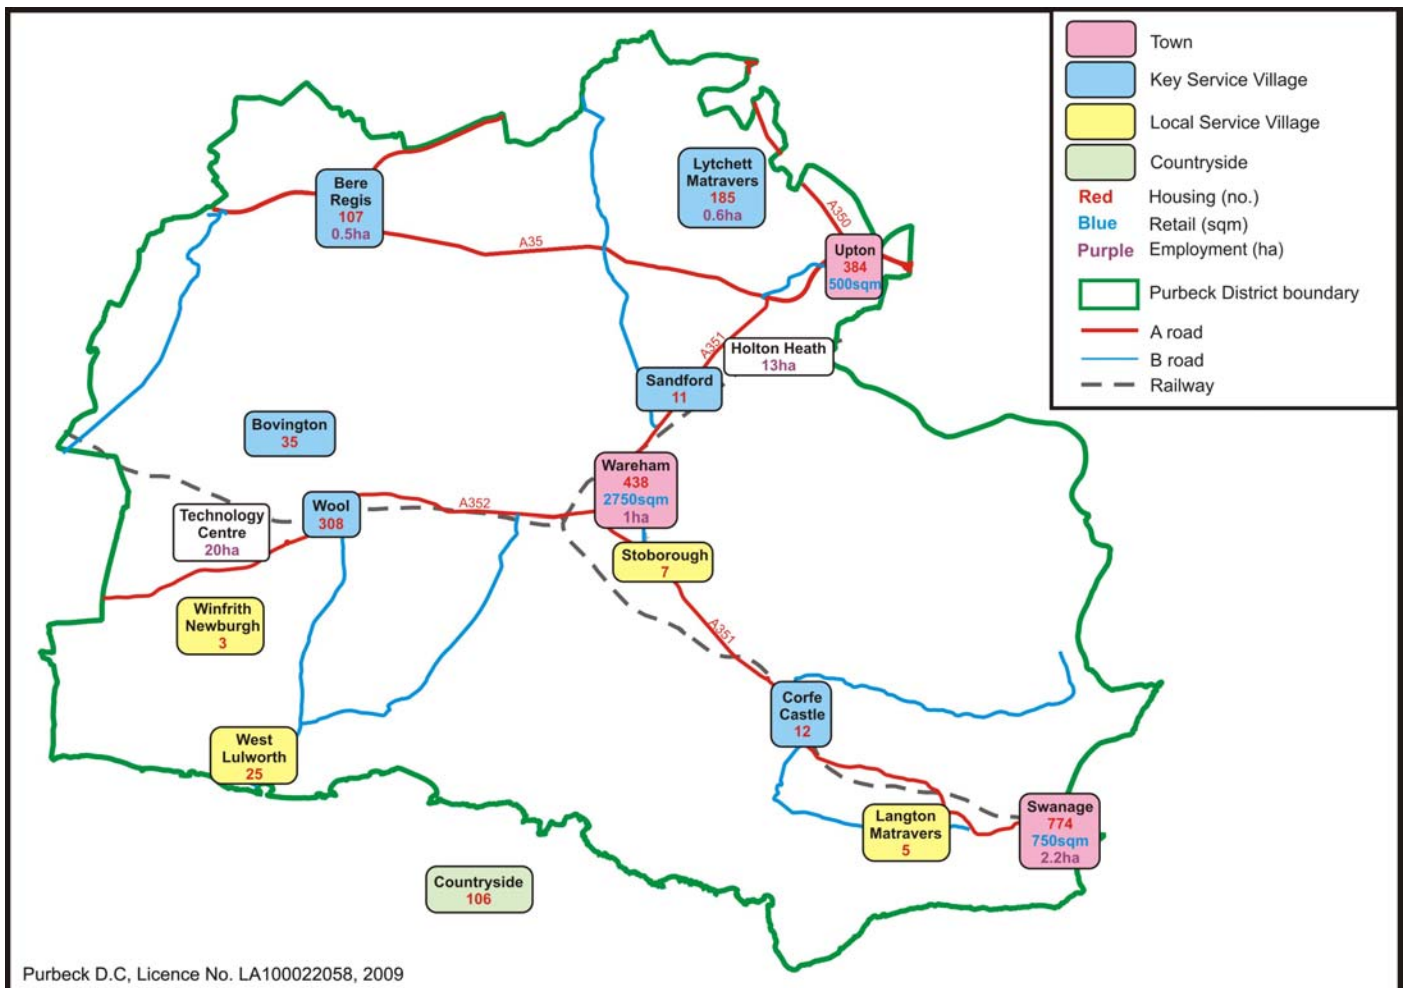 Town
Key Service Village
Local Service Village
Countryside
Red Housing (no.)
Blue Retail (sqm)
Purple Employment (ha)
Purbeck District boundary
A road
B road
Railway
Lytchett
Matravers
185
0.6ha
Bere
Regis
107
0.5ha
A350
A35
Upton
384
500sqm
A351
Holton Heath
13ha
Sandford
11
Bovington
35
Wareham
438
2750sqm
1ha
A352
Wool
308
Technology
Centre
20ha
Stoborough
7
Winfrith
Newburgh
3
A351
Corfe
Castle
12
West
Lulworth
25
Langton
Matravers
5
Swanage
774
750sqm
2.2ha
Countryside
106
Purbeck D.C, Licence No. LA100022058, 2009